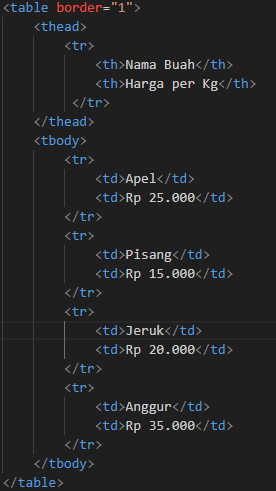 <table border="1">
    <thead>
        <tr>
            <th>Nama Buah</th>
            <th>Harga per Kg</th>
         </tr>
    </thead>
    <tbody>
        <tr>
            <td>Apel</td>
            <td>Rp 25.000</td>
        </tr>
        <tr>
            <td>Pisang</td>
            <td>Rp 15.000</td>
        </tr>
        <tr>
            <td>Jeruk</td>
            <td>Rp 20.000</td>
        </tr>
        <tr>
            <td>Anggur</td>
            <td>Rp 35.000</td>
        </tr>
    </tbody>
</table>